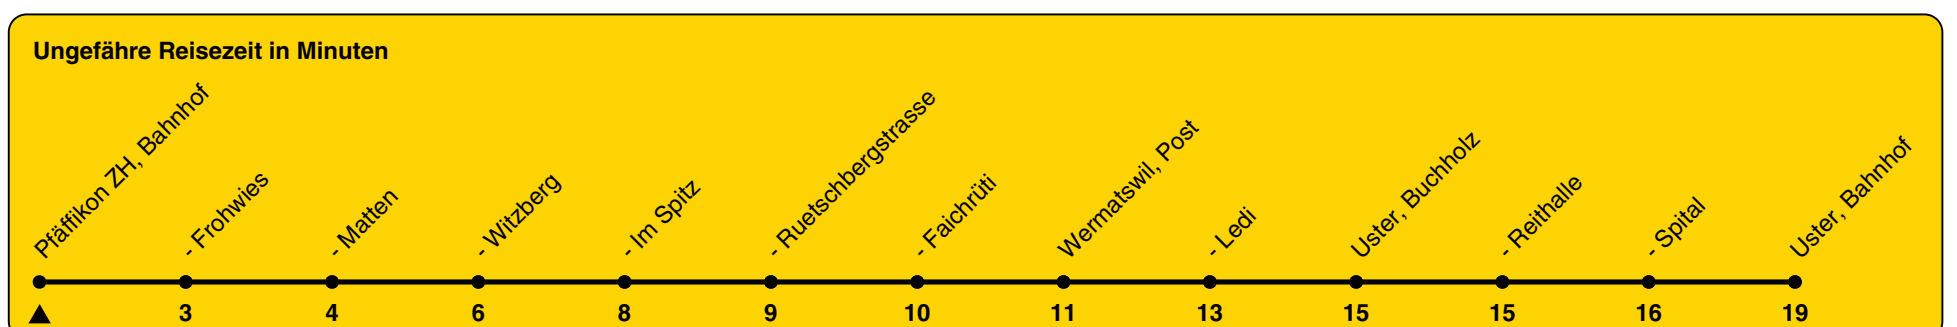 Ungefähre Reisezeit in Minuten
Pfäffikon ZH, Bahnhof
- Frohwies
- Matten
- Witzberg
- Im Spitz
- Ruetschbergstrasse
- Faichrüti
Wermatswil, Post
- Ledi
Uster, Buchholz
- Reithalle
- Spital
Uster, Bahnhof
3 4 6 8 9 10 11 13 15 15 16 19